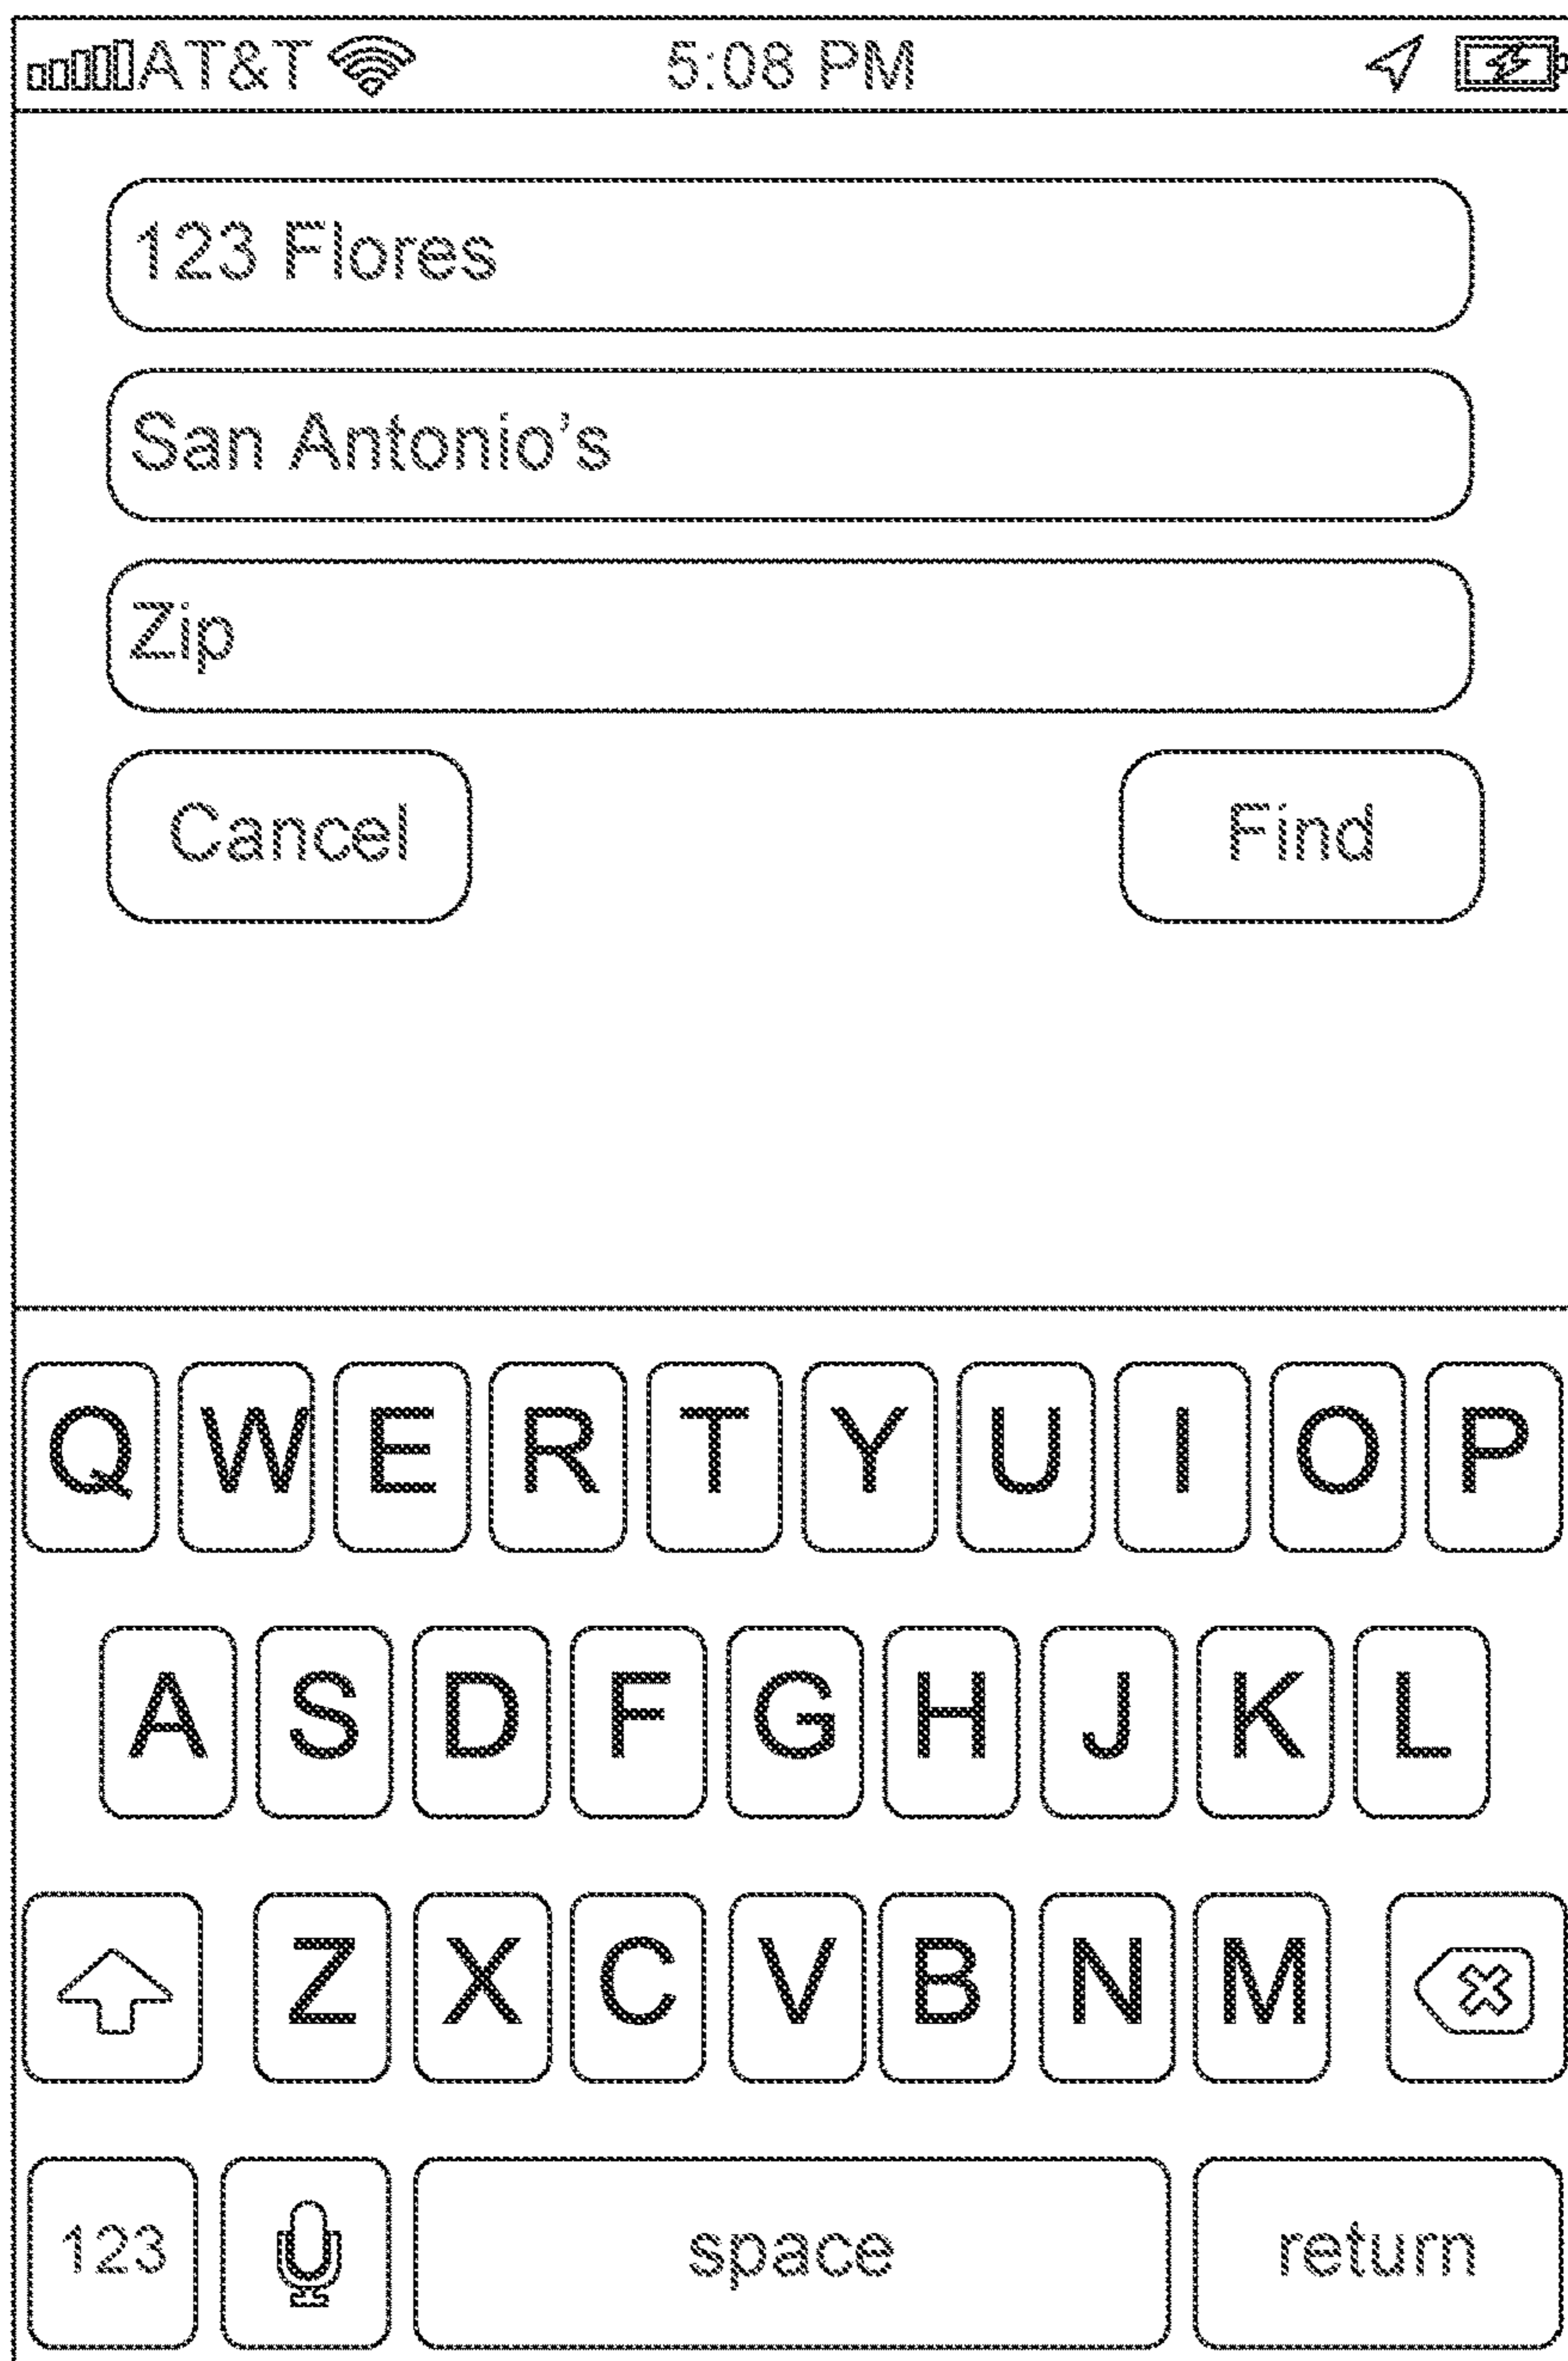 AT&T 5:08 PM
123 Flores
San Antonio's
Zip
Cancel Find
Q W E R T Y U I O P
A S D F G H J K L
Z X C V B N M
123 space return